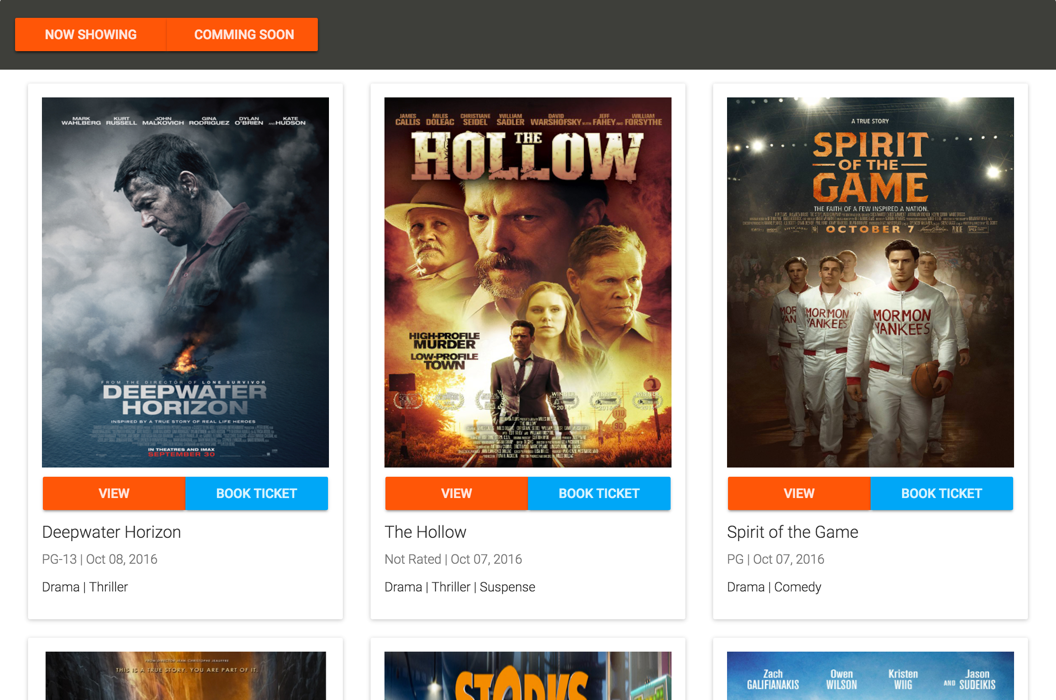 NOW SHOWING
COMMING SOON
MARK WAHLBERG KURT RUSSELL JOHN MALKOVICH GINA RODRIGUEZ DYLAN O'BRIEN AND KATE HUDSON
FROM THE DIRECTOR OF LONE SURVIVOR
DEEPWATER
HORIZON
INSPIRED BY A TRUE STORY OF REAL LIFE HEROES
IN THEATRES AND IMAX
SEPTEMBER 30
VIEW
BOOK TICKET
Deepwater Horizon
PG-13 | Oct 08, 2016
Drama | Thriller
JAMES CALLIS MILES DOLEAC CHRISTIANE SEIDEL WILLIAM SADLER DAVID WARSHOFSKY WITH JEFF FAHEY AND WILLIAM FORSYTHE
THE
HOLLOW
HIGH-PROFILE
MURDER
LOW-PROFILE
TOWN
VIEW
BOOK TICKET
The Hollow
Not Rated | Oct 07, 2016
Drama | Thriller | Suspense
A TRUE STORY
SPIRIT
OF THE
GAME
THE FAITH OF A FEW INSPIRED A NATION
OCTOBER 7
MORMON
YANKEES
MORMON
YANKEES
VIEW
BOOK TICKET
Spirit of the Game
PG | Oct 07, 2016
Drama | Comedy
THIS IS A TRUE STORY. YOU ARE PART OF IT.
STORKS
Zach GALIFIANAKIS Owen WILSON Kristen WIIG AND Jason SUDEIKIS